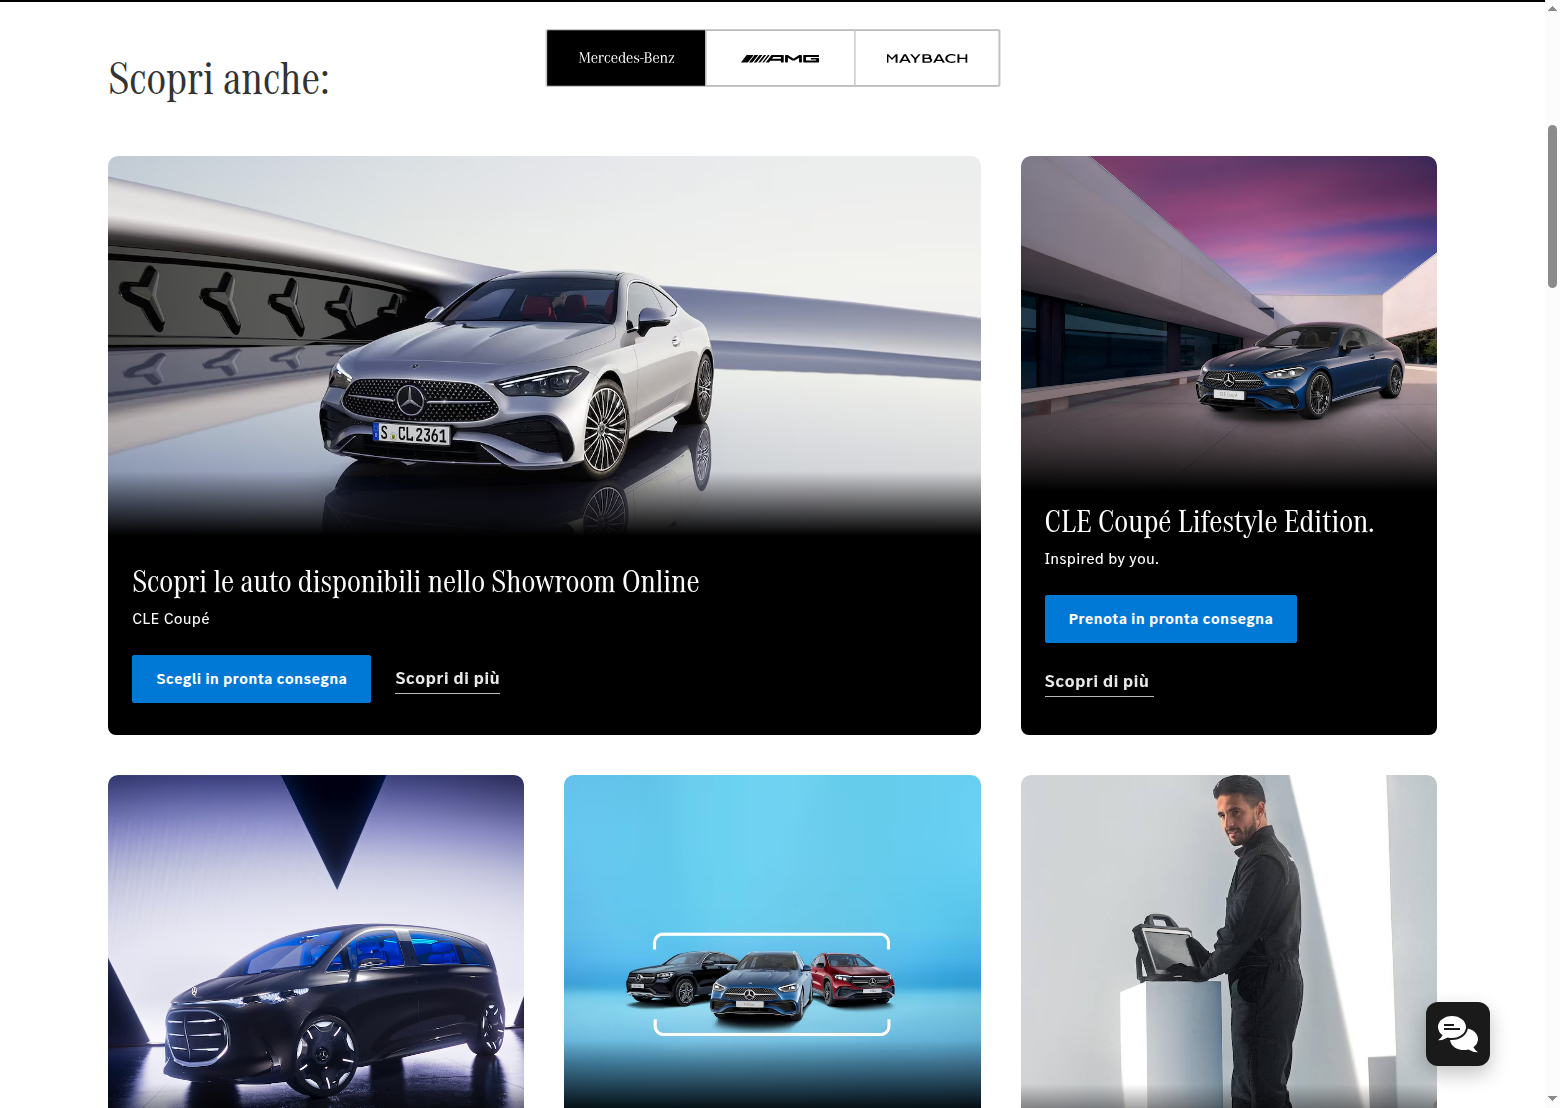 Scopri anche:
Mercedes-Benz
AMG
MAYBACH
S CL 2361
Scopri le auto disponibili nello Showroom Online
CLE Coupé
Scegli in pronta consegna
Scopri di più
CLE Coupé Lifestyle Edition.
Inspired by you.
Prenota in pronta consegna
Scopri di più